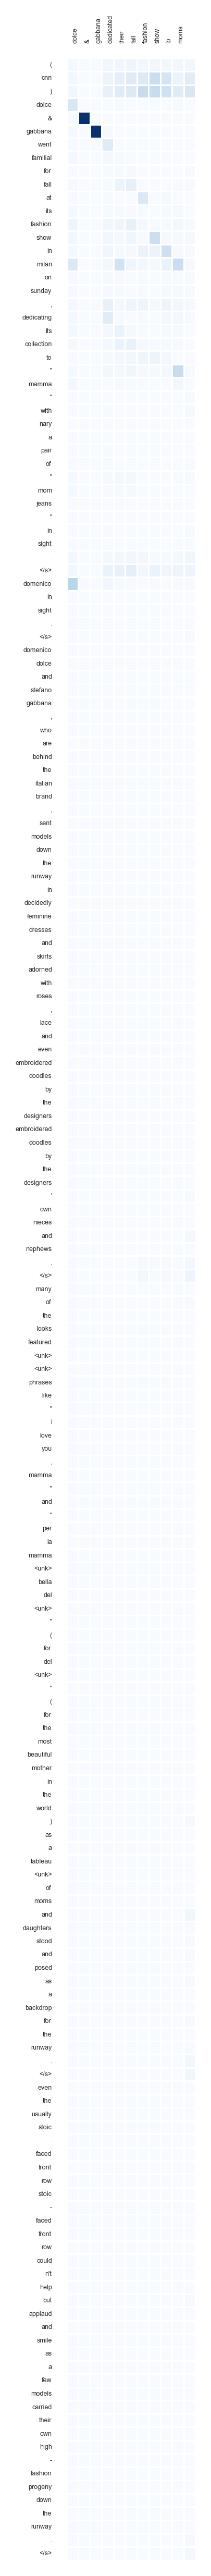 dolce
&
gabbana
dedicated
their
fall
fashion
show
to
moms
.
(
cnn
)
dolce
&
gabbana
went
familial
for
fall
at
its
fashion
show
in
milan
on
sunday
,
dedicating
its
collection
to
"
mamma
"
with
nary
a
pair
of
"
mom
jeans
"
in
sight
.
</s>
domenico
in
sight
.
</s>
domenico
dolce
and
stefano
gabbana
,
who
are
behind
the
italian
brand
,
sent
models
down
the
runway
in
decidedly
feminine
dresses
and
skirts
adorned
with
roses
,
lace
and
even
embroidered
doodles
by
the
designers
embroidered
doodles
by
the
designers
'
own
nieces
and
nephews
.
</s>
many
of
the
looks
featured
<unk>
<unk>
phrases
like
"
i
love
you
,
mamma
"
and
"
per
la
mamma
<unk>
bella
del
<unk>
"
(
for
del
<unk>
"
(
for
the
most
beautiful
mother
in
the
world
)
as
a
tableau
<unk>
of
moms
and
daughters
stood
and
posed
as
a
backdrop
for
the
runway
.
</s>
even
the
usually
stoic
-
faced
front
row
stoic
-
faced
front
row
could
n't
help
but
applaud
and
smile
as
a
few
models
carried
their
own
high
-
fashion
progeny
down
the
runway
.
</s>